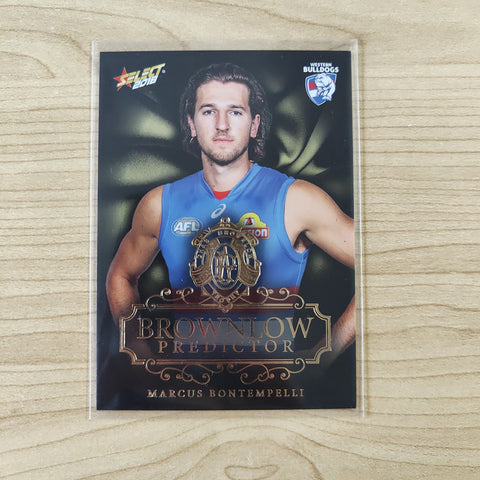 SELECT
2018
WESTERN
BULLDOGS
AFL
BROWNLOW
PREDICTOR
MARCUS BONTEMPELLI